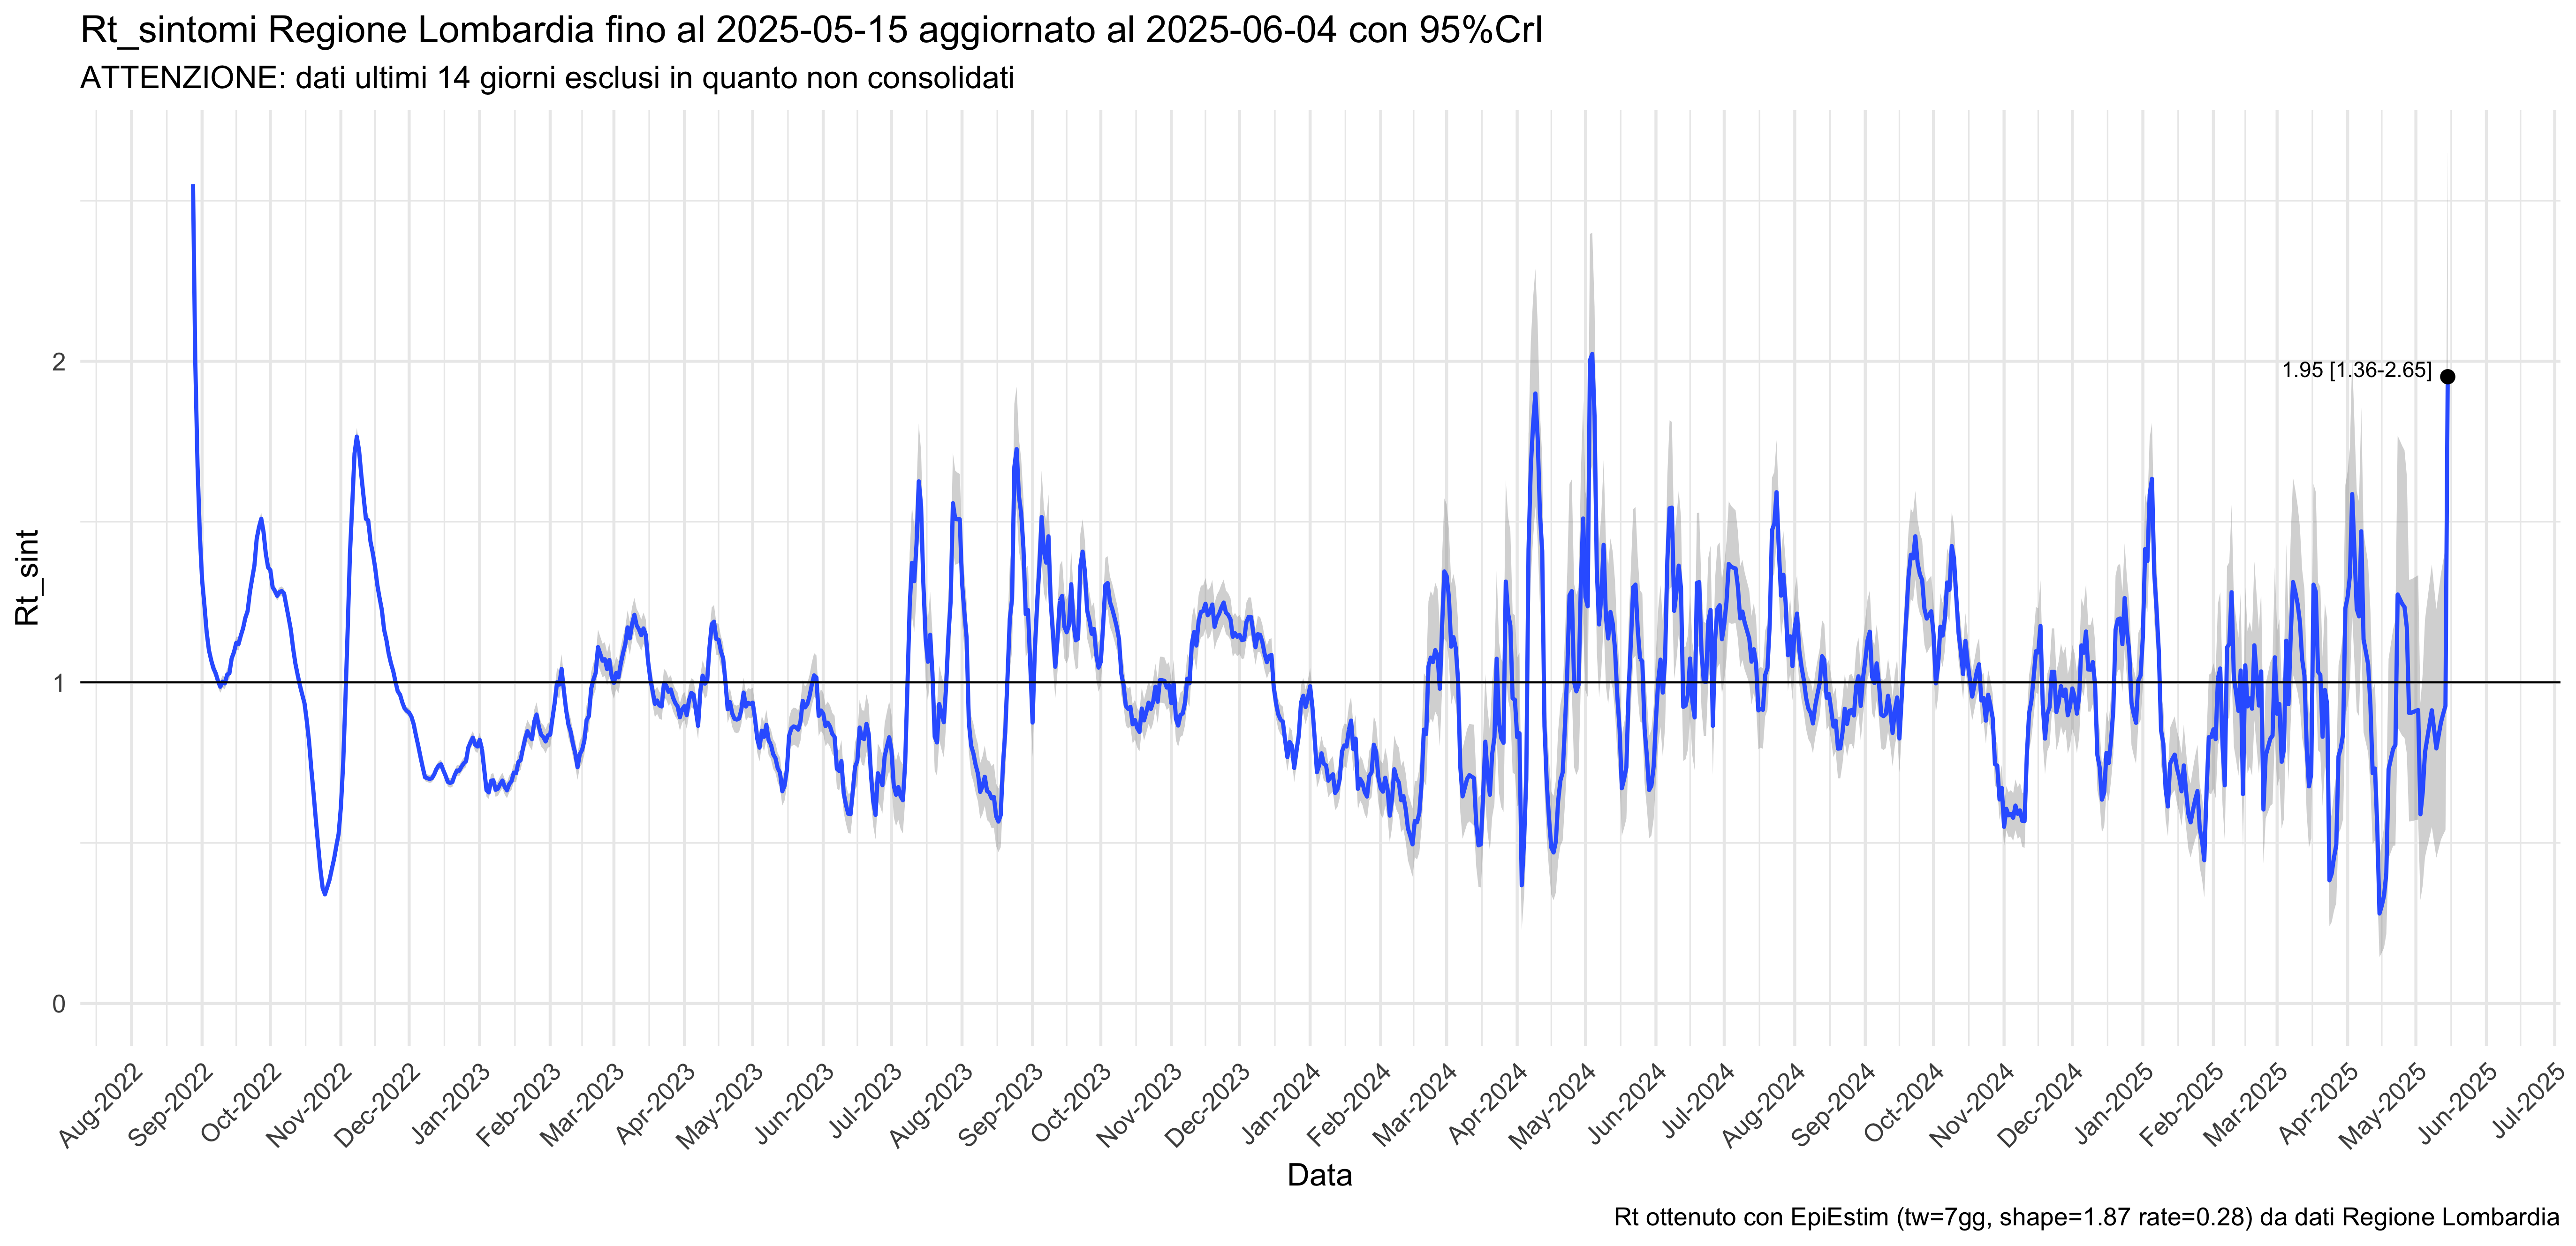 Rt_sintomi Regione Lombardia fino al 2025-05-15 aggiornato al 2025-06-04 con 95%CrI
ATTENZIONE: dati ultimi 14 giorni esclusi in quanto non consolidati
Rt_sint
2
1
0
1.95 [1.36-2.65]
Aug-2022
Sep-2022
Oct-2022
Nov-2022
Dec-2022
Jan-2023
Feb-2023
Mar-2023
Apr-2023
May-2023
Jun-2023
Jul-2023
Aug-2023
Sep-2023
Oct-2023
Nov-2023
Dec-2023
Jan-2024
Feb-2024
Mar-2024
Apr-2024
May-2024
Jun-2024
Jul-2024
Aug-2024
Sep-2024
Oct-2024
Nov-2024
Dec-2024
Jan-2025
Feb-2025
Mar-2025
Apr-2025
May-2025
Jun-2025
Jul-2025
Data
Rt ottenuto con EpiEstim (tw=7gg, shape=1.87 rate=0.28) da dati Regione Lombardia